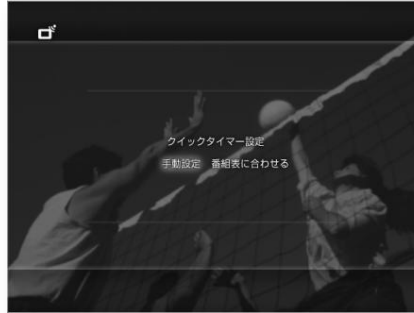 クイックタイマー設定
手動設定 番組表に合わせる